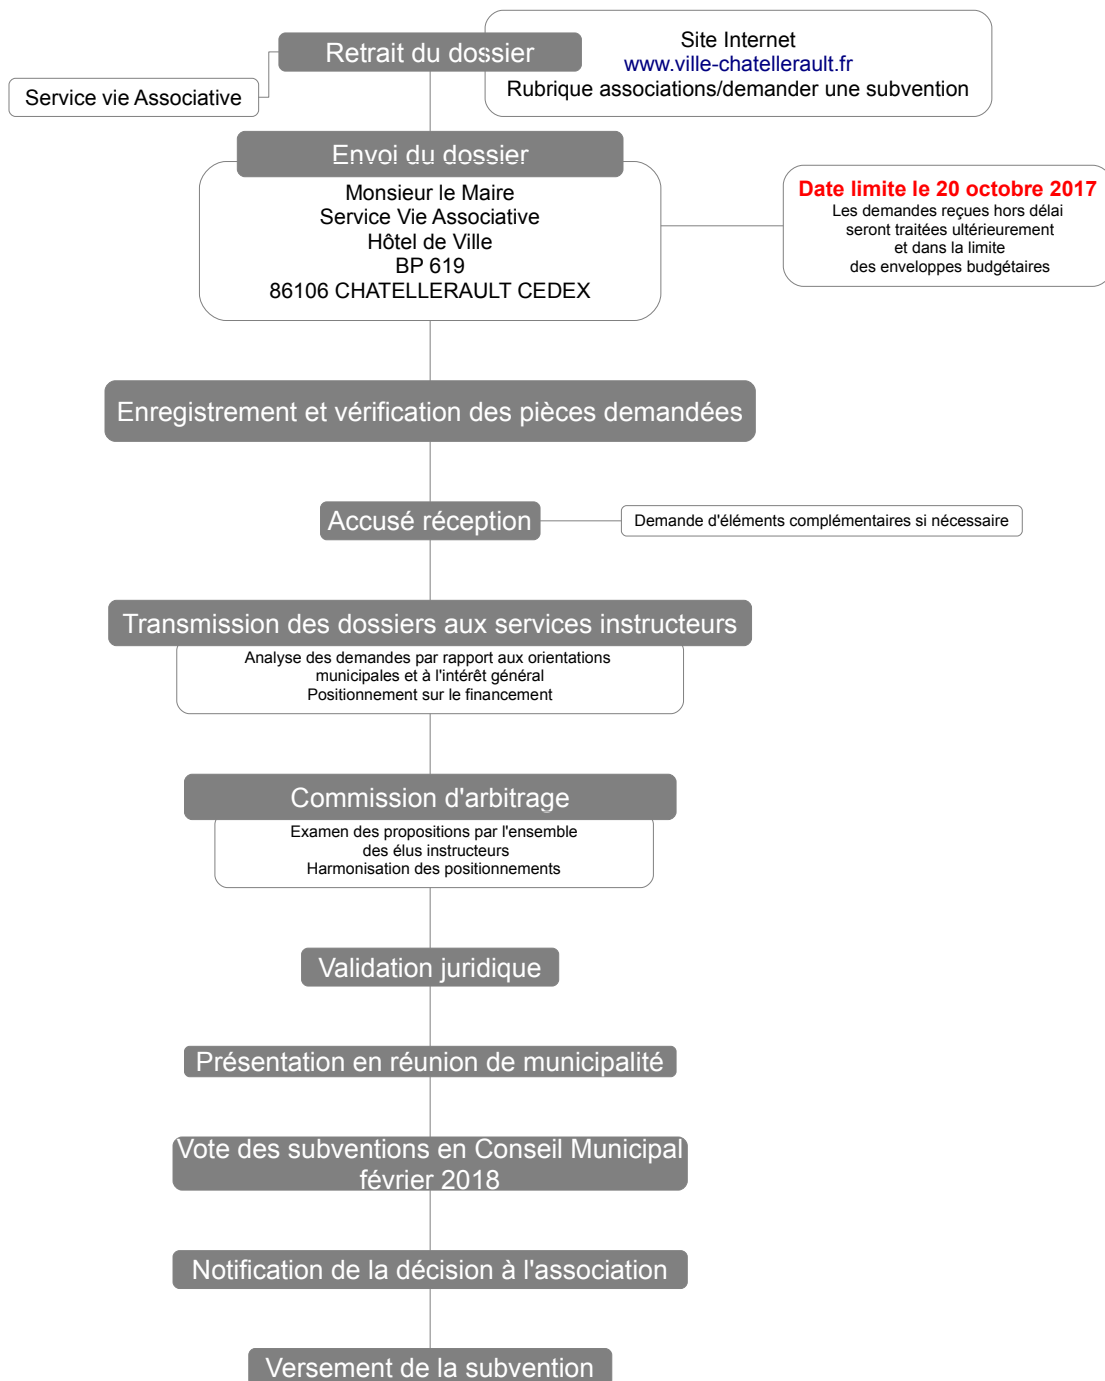 Retrait du dossier
Site Internet
www.ville-chatellerault.fr
Rubrique associations/demander une subvention
Service vie Associative
Envoi du dossier
Monsieur le Maire
Service Vie Associative
Hôtel de Ville
BP 619
86106 CHATELLERAULT CEDEX
Date limite le 20 octobre 2017
Les demandes reçues hors délai
seront traitées ultérieurement
et dans la limite
des enveloppes budgétaires
Enregistrement et vérification des pièces demandées
Accusé réception
Demande d'éléments complémentaires si nécessaire
Transmission des dossiers aux services instructeurs
Analyse des demandes par rapport aux orientations
municipales et à l'intérêt général
Positionnement sur le financement
Commission d'arbitrage
Examen des propositions par l'ensemble
des élus instructeurs
Harmonisation des positionnements
Validation juridique
Présentation en réunion de municipalité
Vote des subventions en Conseil Municipal
février 2018
Notification de la décision à l'association
Versement de la subvention